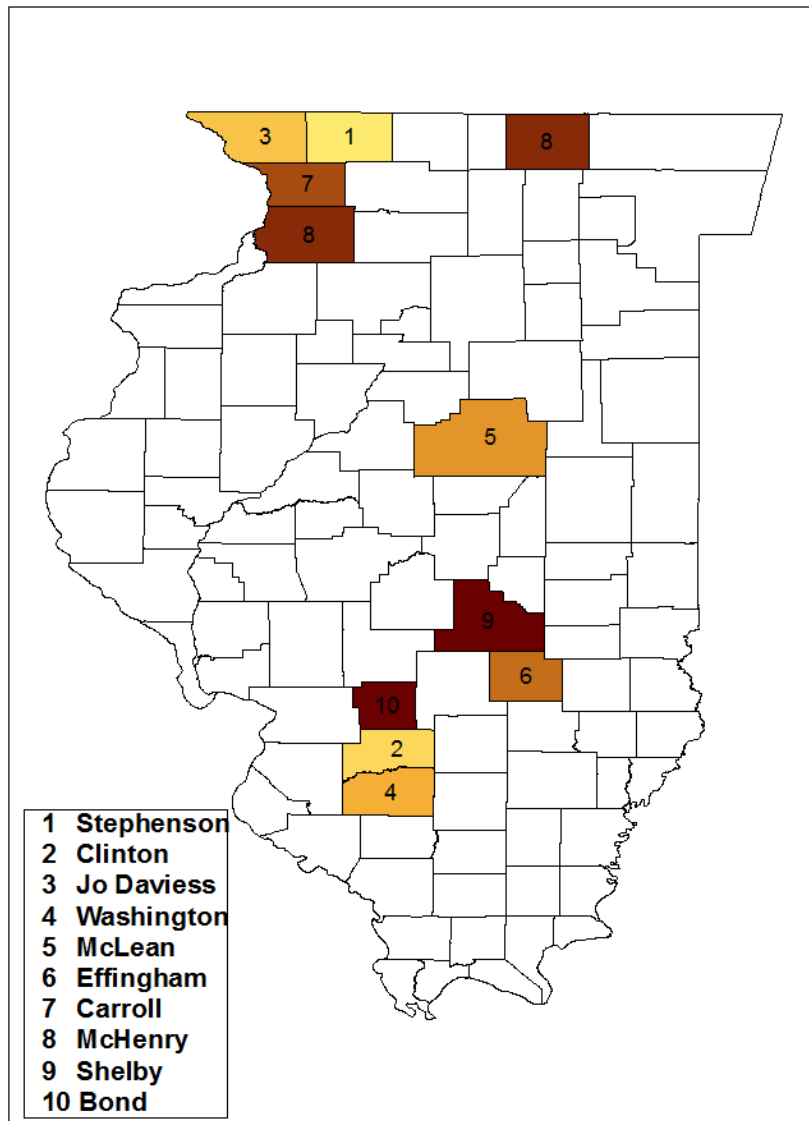 3
1
8
7
8
5
9
6
10
2
4
1 Stephenson
2 Clinton
3 Jo Daviess
4 Washington
5 McLean
6 Effingham
7 Carroll
8 McHenry
9 Shelby
10 Bond